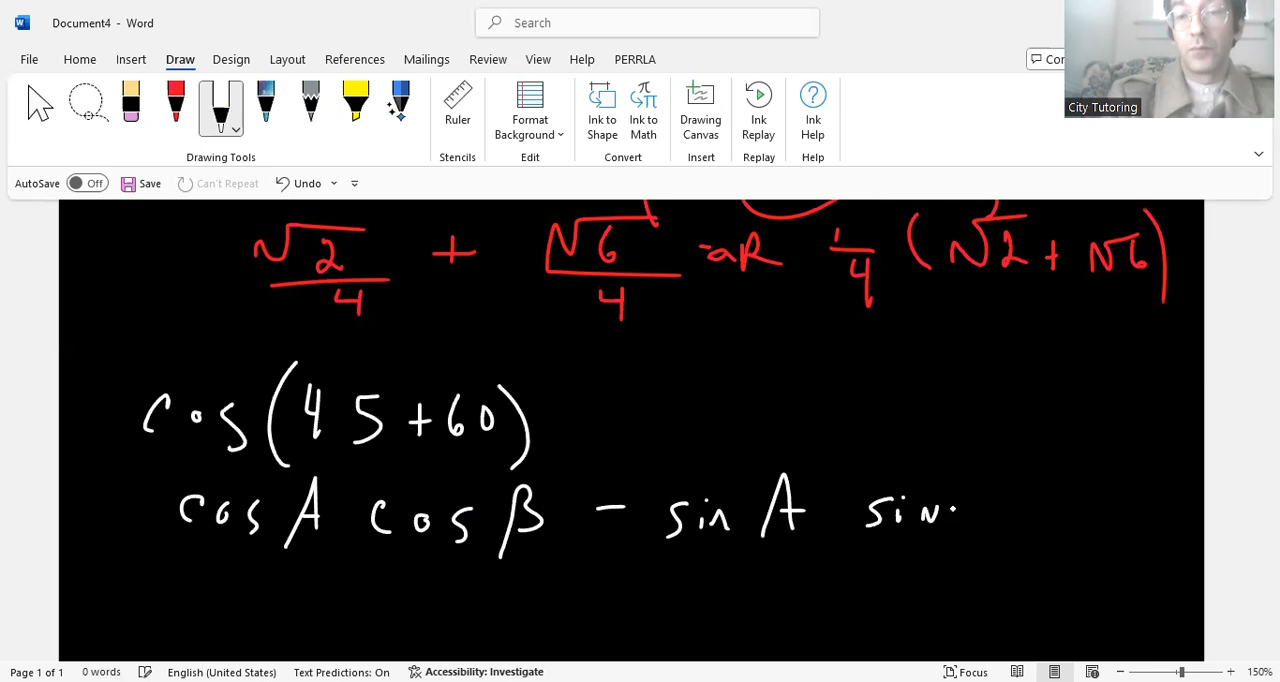 Document4 - Word
Search
File Home Insert Draw Design Layout References Mailings Review View Help PERRLA
City Tutoring
Ruler
Format Background
Ink to Shape
Ink to Math
Drawing Canvas
Ink Replay
Ink Help
Drawing Tools Stencils Edit Convert Insert Replay Help
AutoSave Off Save Can't Repeat Undo
√2/4 + √6/4 = aR 1/4 (√2 + √6)
cos(45+60)
cos A cos β - sin A sin
Page 1 of 1 0 words English (United States) Text Predictions: On Accessibility: Investigate Focus 150%